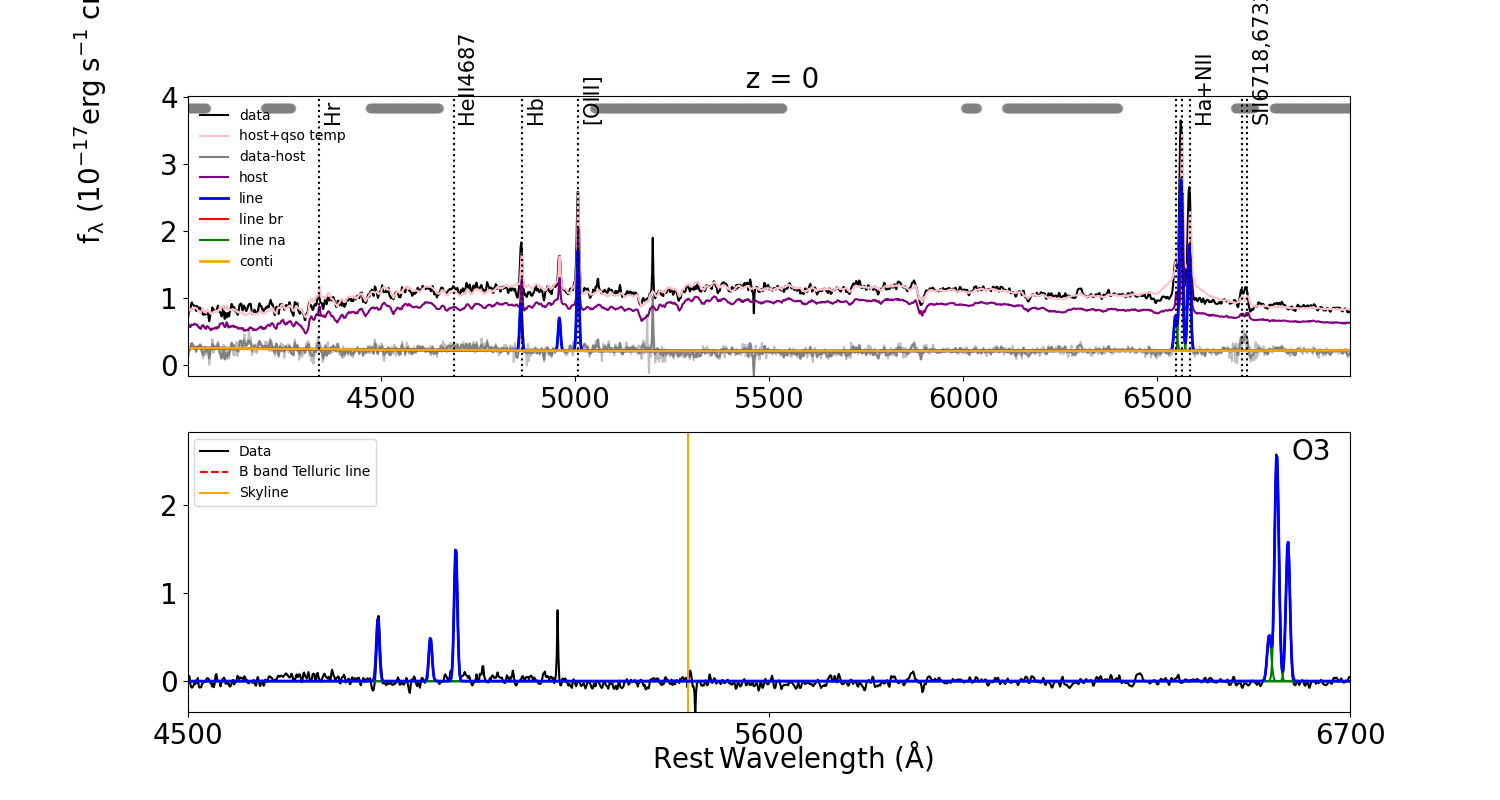 z = 0
f_λ (10^−17 erg s^−1
Hr
HeII4687
Hb
[OIII]
Ha+NII
SII6718,673
data
host+qso temp
data-host
host
line
line br
line na
conti
4
3
2
1
0
4500 5000 5500 6000 6500
O3
Data
B band Telluric line
Skyline
2
1
0
4500 5600 6700
Rest Wavelength (Å)